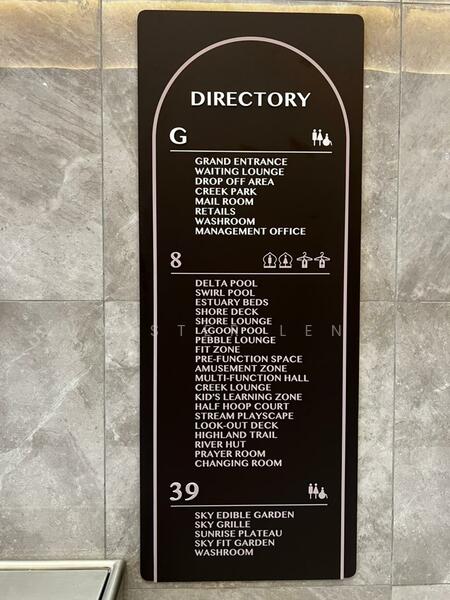 DIRECTORY
G
GRAND ENTRANCE
WAITING LOUNGE
DROP OFF AREA
CREEK PARK
MAIL ROOM
RETAILS
WASHROOM
MANAGEMENT OFFICE
8
DELTA POOL
SWIRL POOL
ESTUARY BEDS
SHORE DECK
SHORE LOUNGE
LAGOON POOL
PEBBLE LOUNGE
FIT ZONE
PRE-FUNCTION SPACE
AMUSEMENT ZONE
MULTI-FUNCTION HALL
CREEK LOUNGE
KID'S LEARNING ZONE
HALF HOOP COURT
STREAM PLAYSCAPE
LOOK-OUT DECK
HIGHLAND TRAIL
RIVER HUT
PRAYER ROOM
CHANGING ROOM
39
SKY EDIBLE GARDEN
SKY GRILLE
SUNRISE PLATEAU
SKY FIT GARDEN
WASHROOM